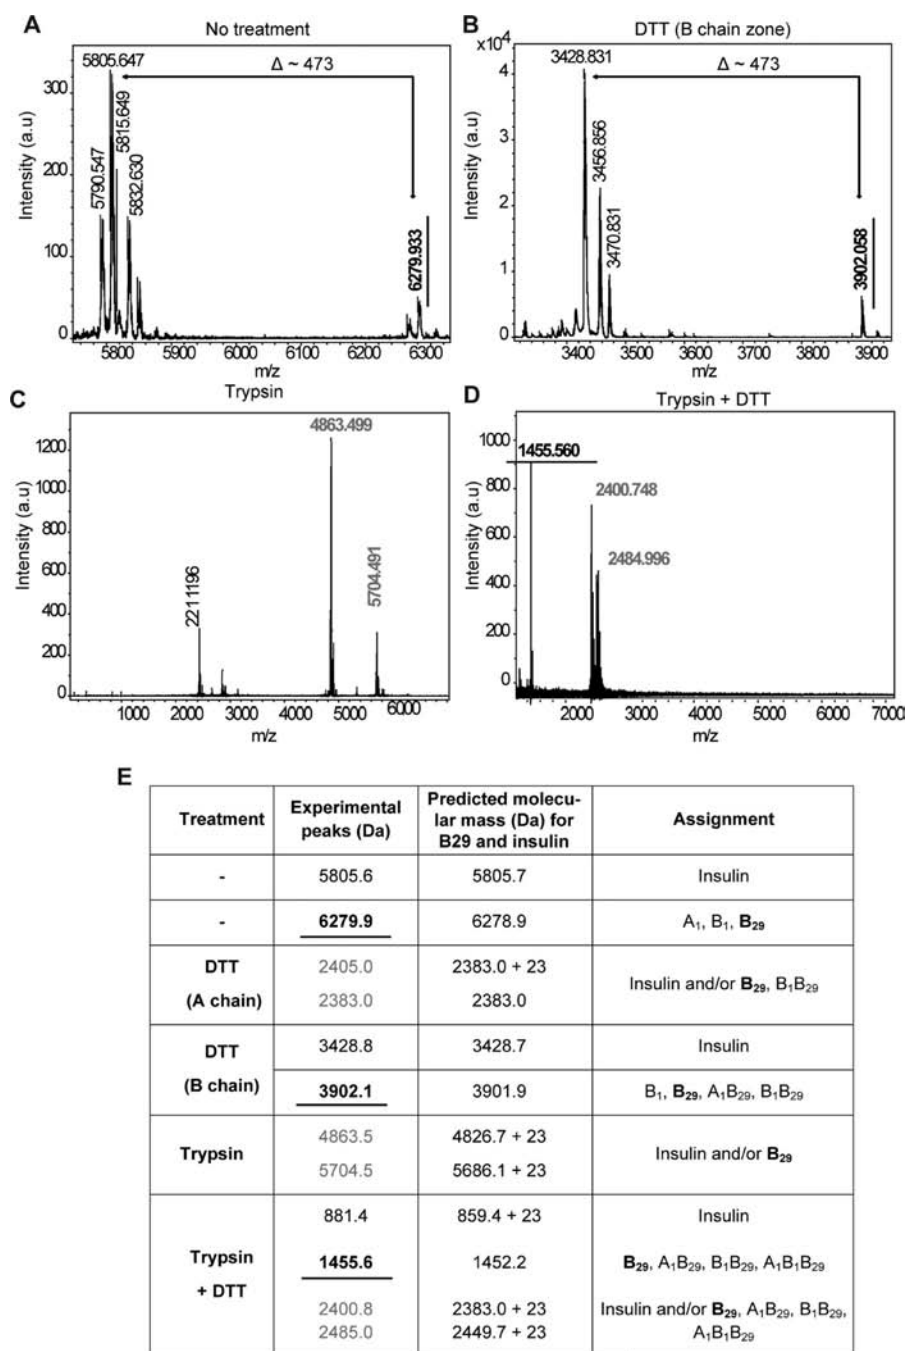 A
No treatment
Intensity (a.u)
300
200
100
0
5790.547
5805.647
5815.649
5832.630
Δ ~ 473
6279.933
5800
5900
6000
6100
6200
6300
m/z
B
DTT (B chain zone)
x10⁴
Intensity (a.u)
4
3
2
1
0
3428.831
3456.856
3470.831
Δ ~ 473
3902.058
3400
3500
3600
3700
3800
3900
m/z
C
Trypsin
Intensity (a.u)
1200
1000
800
600
400
200
0
2211196
4863.499
5704.491
1000
2000
3000
4000
5000
6000
m/z
D
Trypsin + DTT
Intensity (a.u)
1000
800
600
400
200
0
1455.560
2400.748
2484.996
2000
3000
4000
5000
6000
7000
m/z
E
Treatment
Experimental
peaks (Da)
Predicted molecu-
lar mass (Da) for
B29 and insulin
Assignment
-
5805.6
5805.7
Insulin
-
6279.9
6278.9
A₁, B₁, B₂₉
DTT
(A chain)
2405.0
2383.0
2383.0 + 23
2383.0
Insulin and/or B₂₉, B₁B₂₉
DTT
(B chain)
3428.8
3428.7
Insulin
3902.1
3901.9
B₁, B₂₉, A₁B₂₉, B₁B₂₉
Trypsin
4863.5
5704.5
4826.7 + 23
5686.1 + 23
Insulin and/or B₂₉
Trypsin
+ DTT
881.4
859.4 + 23
Insulin
1455.6
1452.2
B₂₉, A₁B₂₉, B₁B₂₉, A₁B₁B₂₉
2400.8
2485.0
2383.0 + 23
2449.7 + 23
Insulin and/or B₂₉, A₁B₂₉, B₁B₂₉,
A₁B₁B₂₉